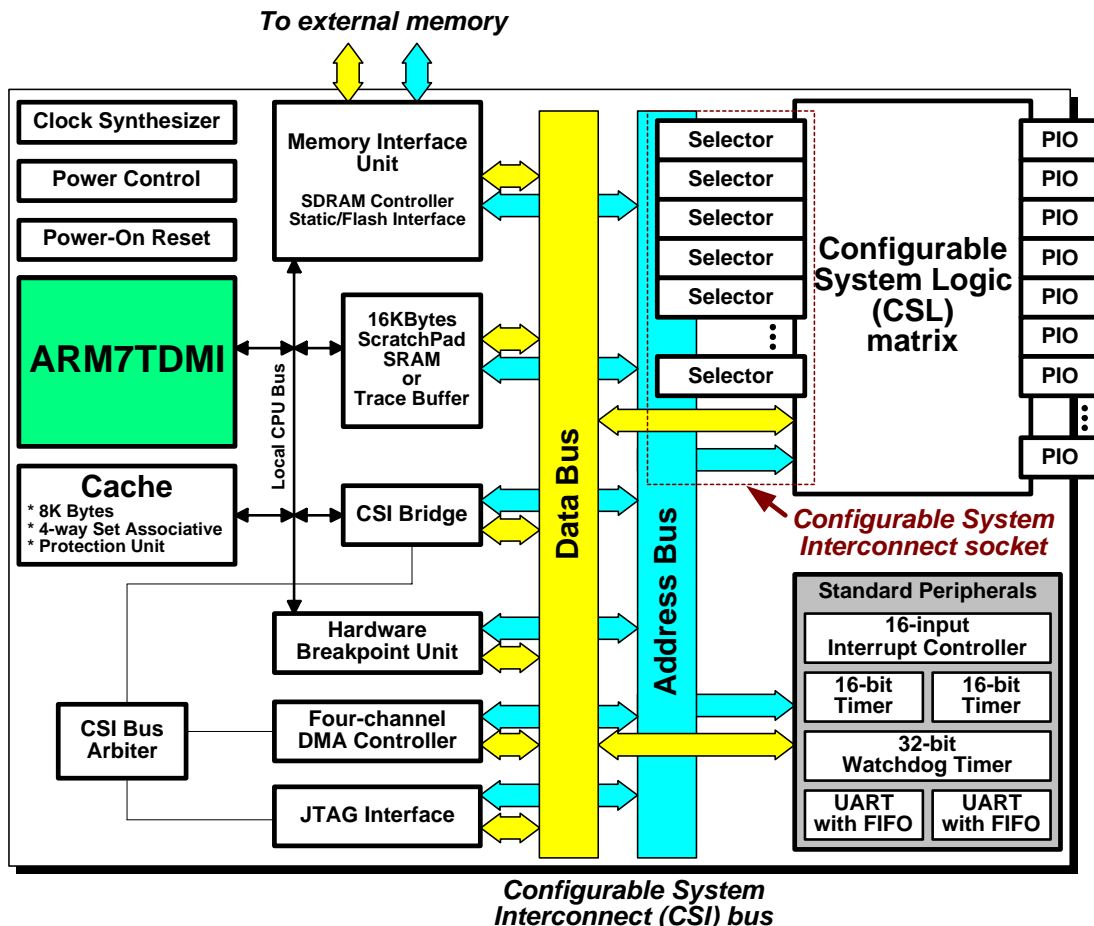 To external memory
Clock Synthesizer
Power Control
Power-On Reset
ARM7TDMI
Cache
* 8K Bytes
* 4-way Set Associative
* Protection Unit
CSI Bus
Arbiter
Local CPU Bus
Memory Interface
Unit
SDRAM Controller
Static/Flash Interface
16KBytes
ScratchPad
SRAM
or
Trace Buffer
CSI Bridge
Hardware
Breakpoint Unit
Four-channel
DMA Controller
JTAG Interface
Data Bus
Address Bus
Selector
Selector
Selector
Selector
Selector
Selector
Configurable
System Logic
(CSL)
matrix
PIO
PIO
PIO
PIO
PIO
PIO
PIO
PIO
Configurable System
Interconnect socket
Standard Peripherals
16-input
Interrupt Controller
16-bit
Timer
16-bit
Timer
32-bit
Watchdog Timer
UART
with FIFO
UART
with FIFO
Configurable System
Interconnect (CSI) bus